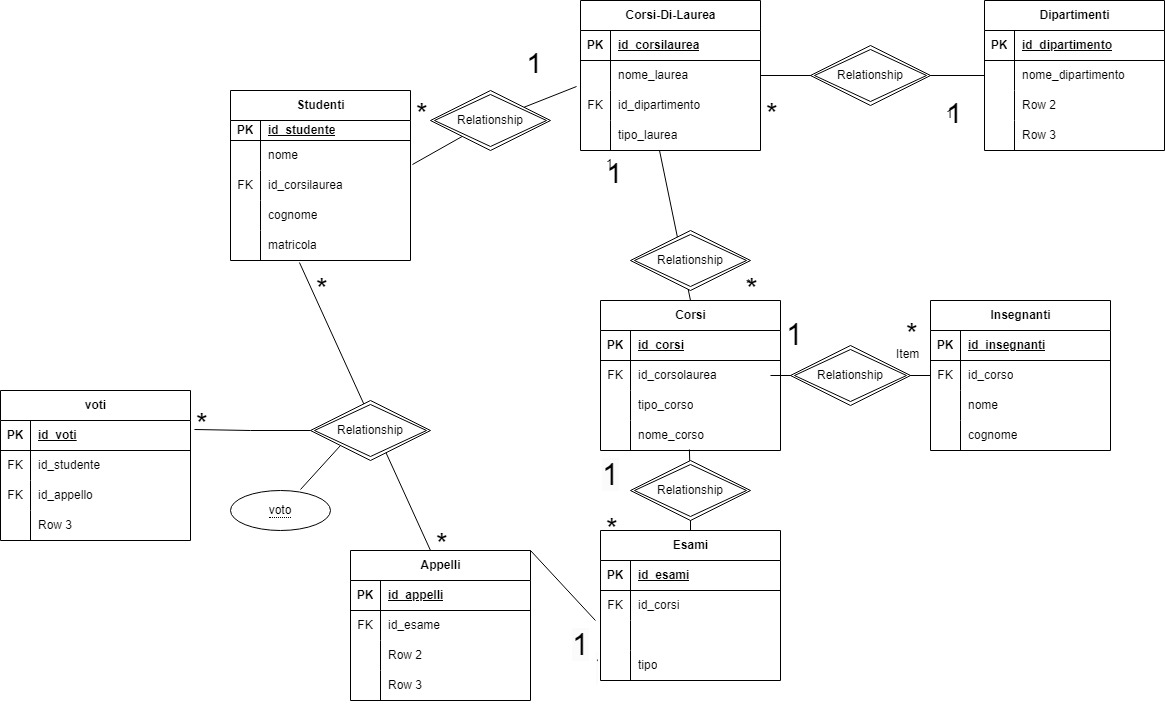 Corsi-Di-Laurea
PK id_corsilaurea
nome_laurea
FK id_dipartimento
tipo_laurea
Dipartimenti
PK id_dipartimento
nome_dipartimento
Row 2
Row 3
Relationship
*
1
1
1
*
Relationship
Studenti
PK id_studente
nome
FK id_corsilaurea
cognome
matricola
1
1
Relationship
*
*
Corsi
PK id_corsi
FK id_corsolaurea
tipo_corso
nome_corso
1
Relationship
*
Item
Insegnanti
PK id_insegnanti
FK id_corso
nome
cognome
voti
PK id_voti
FK id_studente
FK id_appello
Row 3
*
Relationship
voto
1
Relationship
*
*
Appelli
PK id_appelli
FK id_esame
Row 2
Row 3
1
Esami
PK id_esami
FK id_corsi
tipo